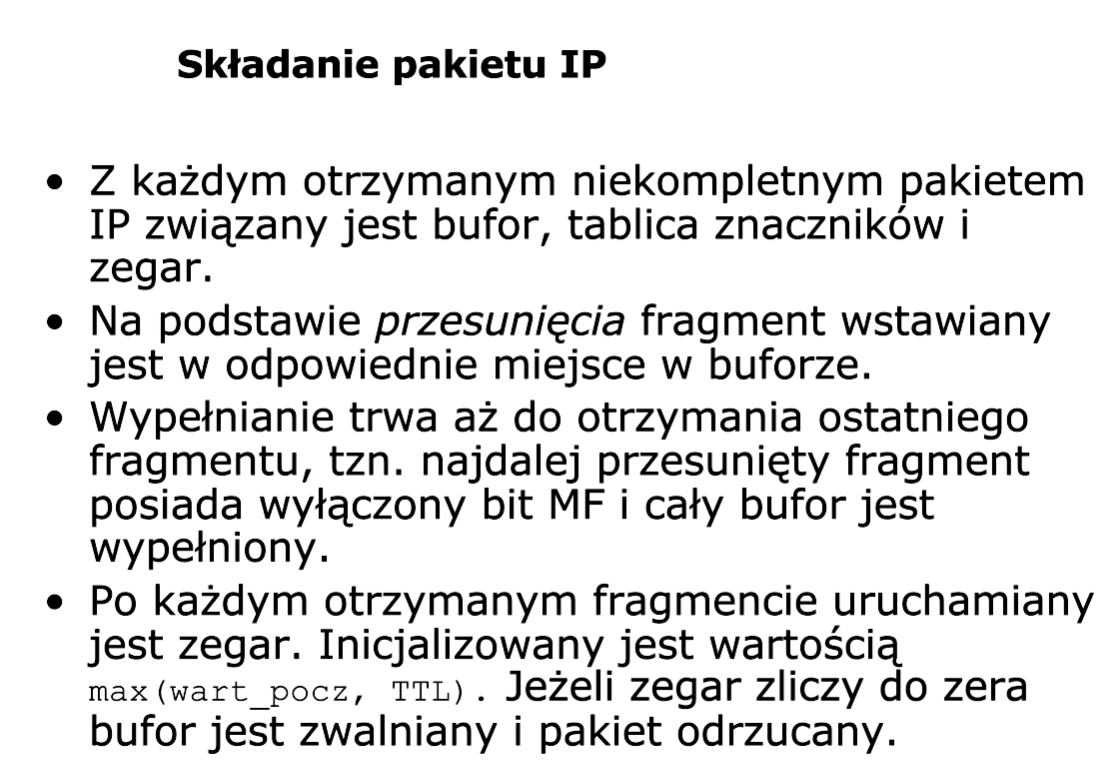 Składanie pakietu IP
• Z każdym otrzymanym niekompletnym pakietem
IP związany jest bufor, tablica znaczników i
zegar.
• Na podstawie przesunięcia fragment wstawiany
jest w odpowiednie miejsce w buforze.
• Wypełnianie trwa aż do otrzymania ostatniego
fragmentu, tzn. najdalej przesunięty fragment
posiada wyłączony bit MF i cały bufor jest
wypełniony.
• Po każdym otrzymanym fragmencie uruchamiany
jest zegar. Inicjalizowany jest wartością
max(wart_pocz, TTL). Jeżeli zegar zliczy do zera
bufor jest zwalniany i pakiet odrzucany.